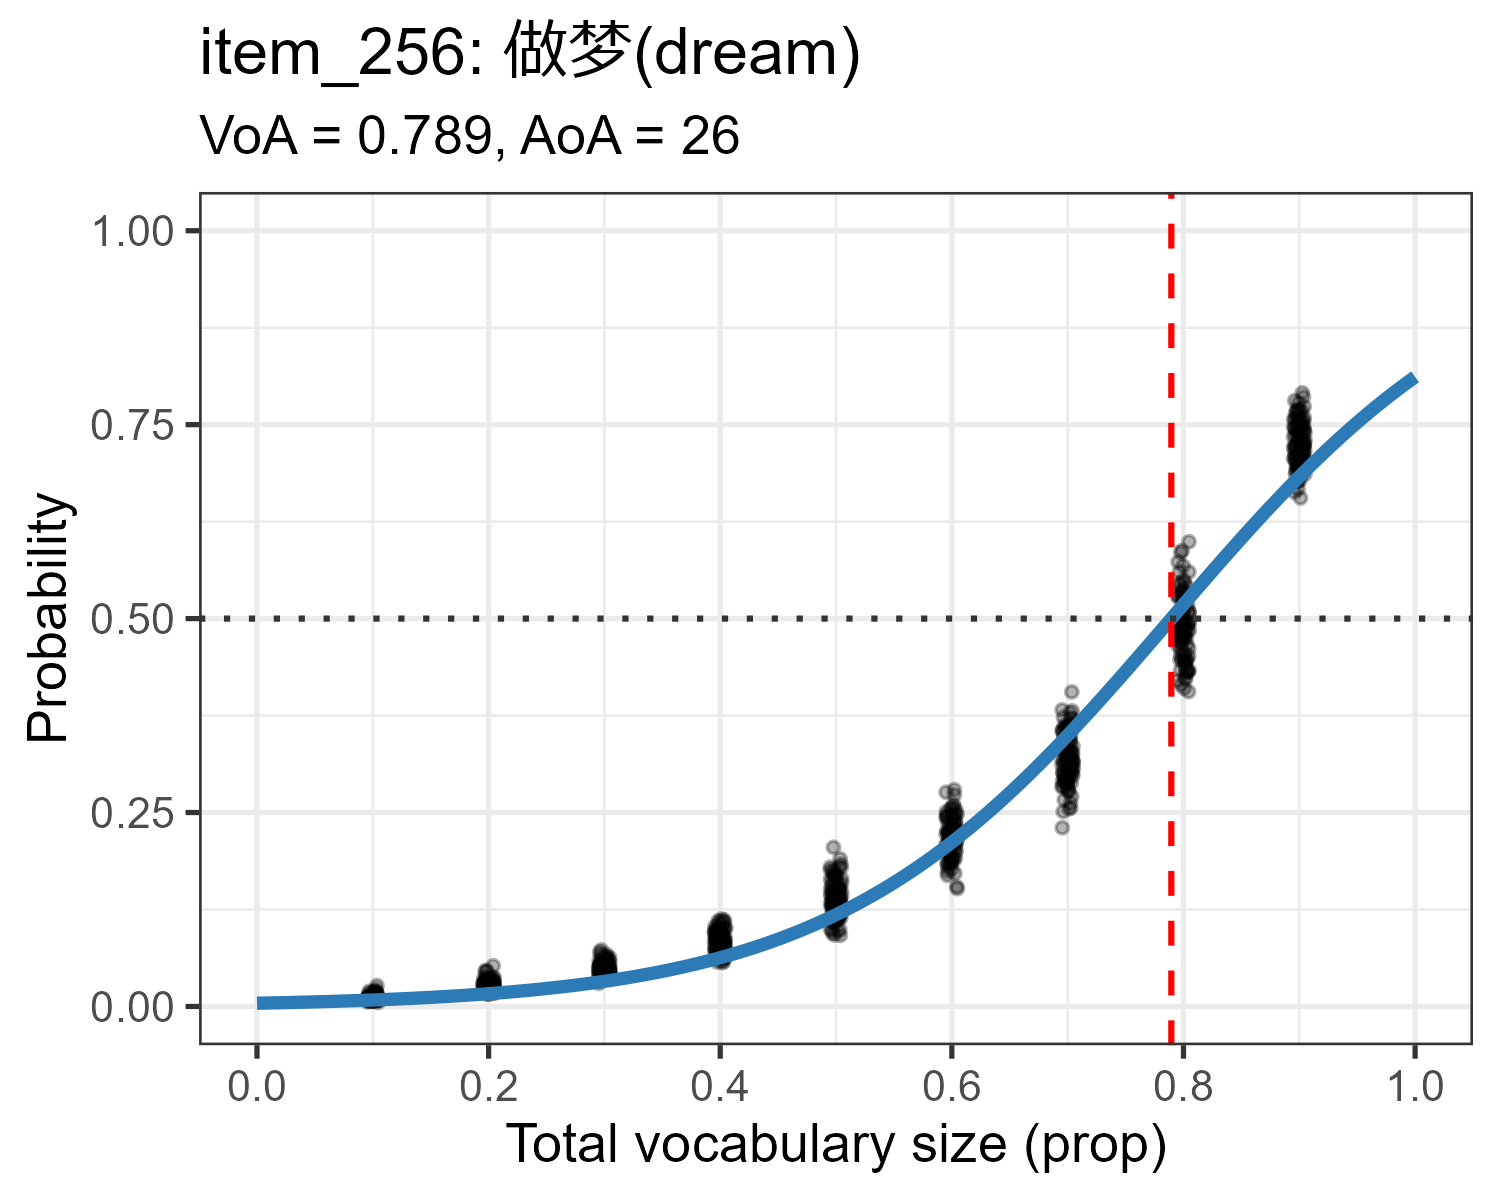 item_256: 做梦(dream)
VoA = 0.789, AoA = 26
1.00
0.75
0.50
0.25
0.00
Probability
0.0 0.2 0.4 0.6 0.8 1.0
Total vocabulary size (prop)